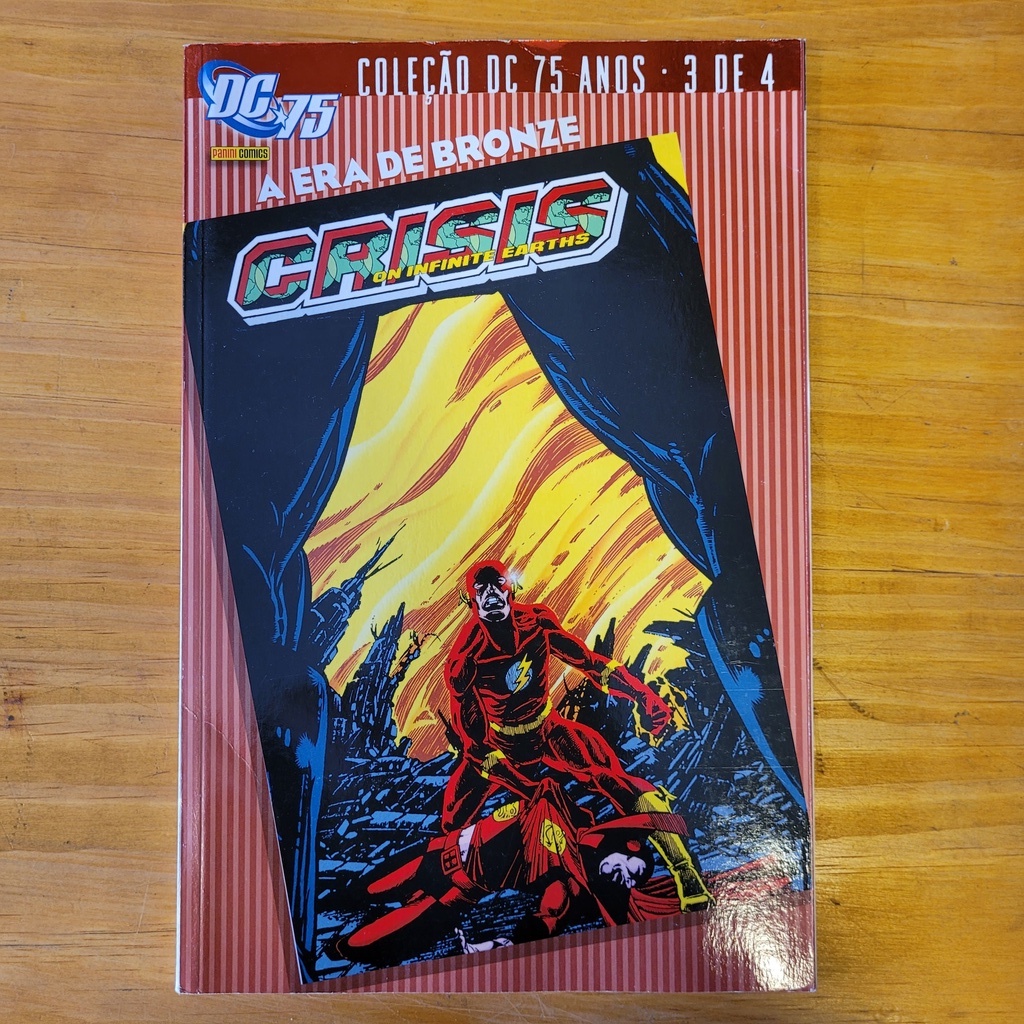 DC 75
COLEÇÃO DC 75 ANOS · 3 DE 4
PANINI COMICS
A ERA DE BRONZE
CRISIS
ON INFINITE EARTHS